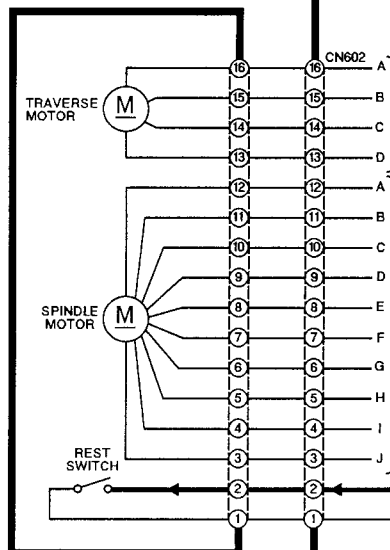 CN602
16 16 A
TRAVERSE MOTOR M 15 15 B
14 14 C
13 13 D
12 12 A
11 11 B
10 10 C
9 9 D
SPINDLE MOTOR M 8 8 E
7 7 F
6 6 G
5 5 H
4 4 I
3 3 J
REST SWITCH
2 2
1 1